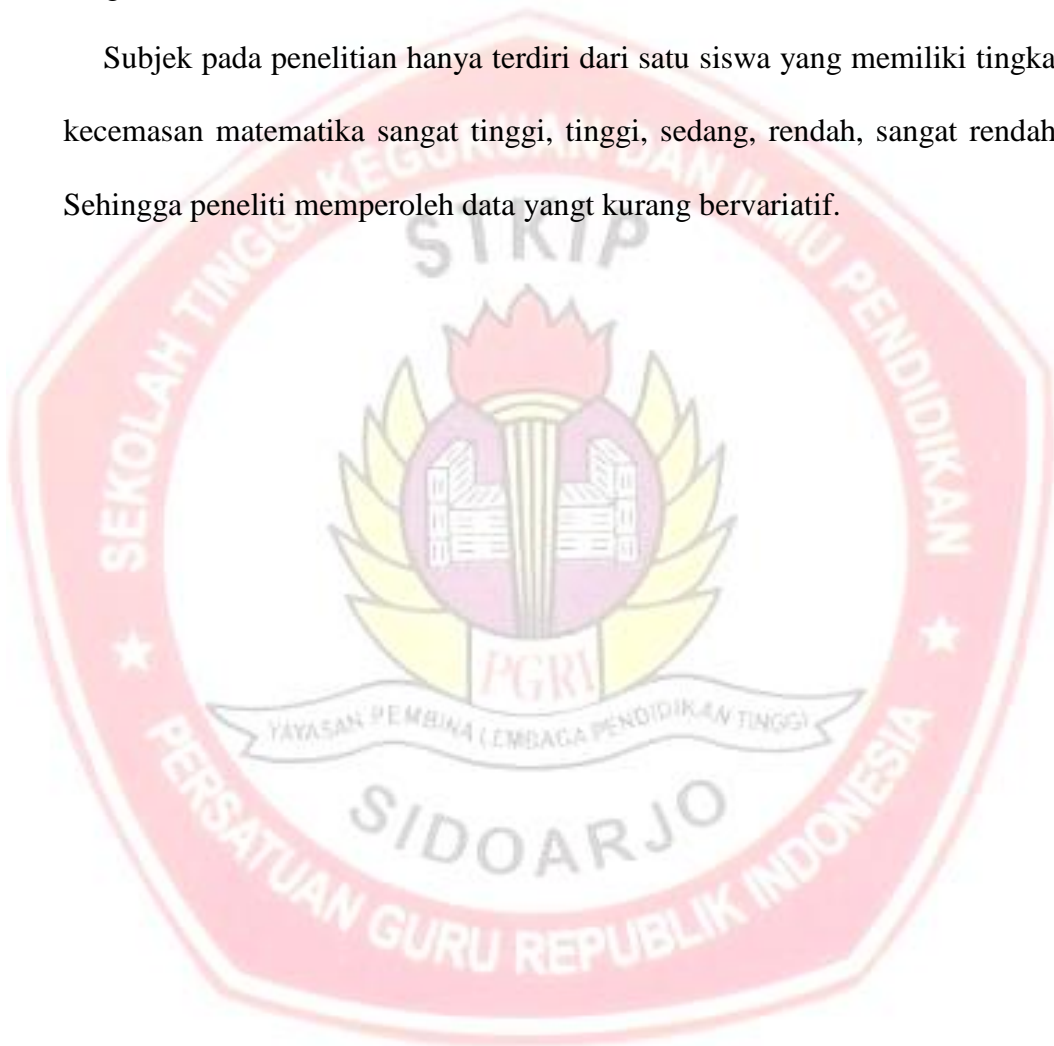 Subjek pada penelitian hanya terdiri dari satu siswa yang memiliki tingka
kecemasan matematika sangat tinggi, tinggi, sedang, rendah, sangat rendah
Sehingga peneliti memperoleh data yangt kurang bervariatif.
SEKOLAH TINGGI KEGURUAN DAN ILMU PENDIDIKAN
STKIP
PGRI
YAYASAN PEMBINA LEMBAGA PENDIDIKAN TINGGI
SIDOARJO
PERSATUAN GURU REPUBLIK INDONESIA